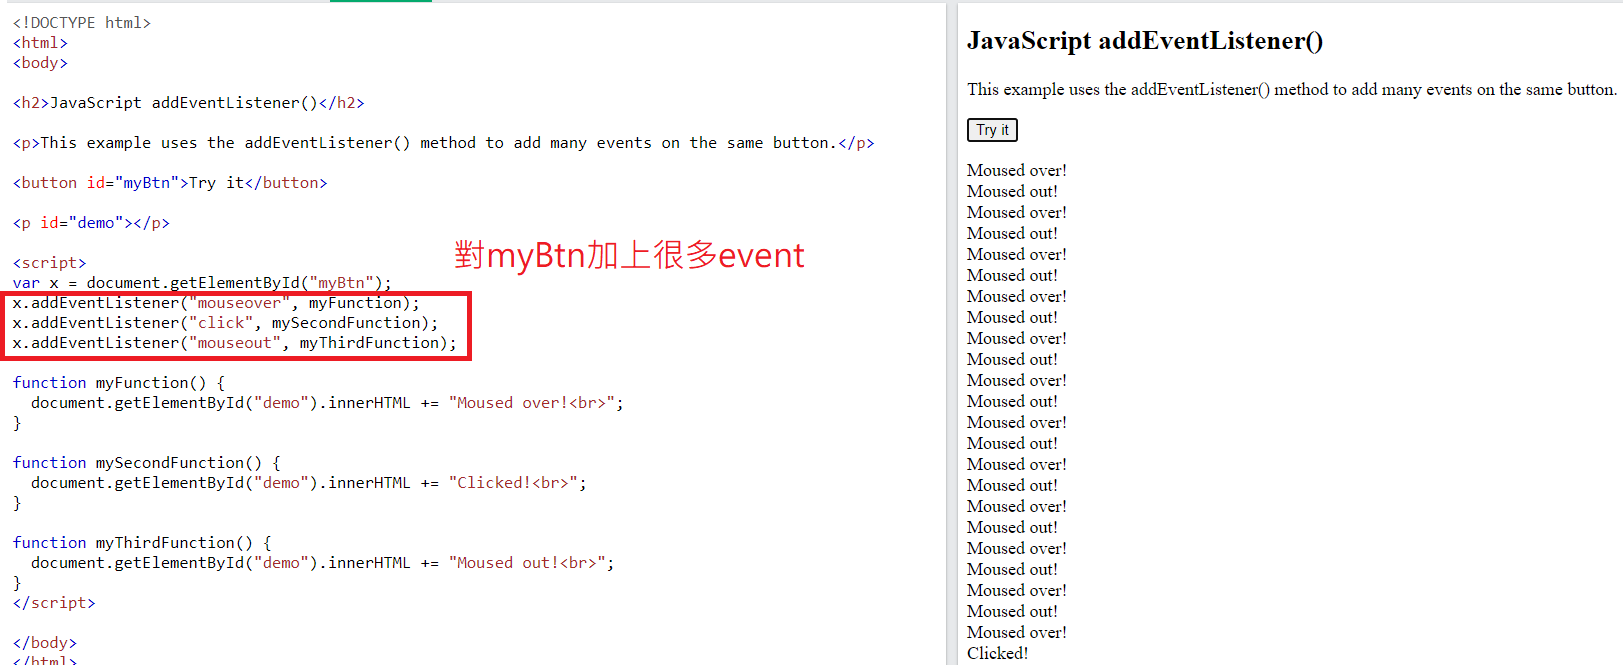 <!DOCTYPE html>
<html>
<body>
<h2>JavaScript addEventListener()</h2>
<p>This example uses the addEventListener() method to add many events on the same button.</p>
<button id="myBtn">Try it</button>
<p id="demo"></p>
對myBtn加上很多event
<script>
var x = document.getElementById("myBtn");
x.addEventListener("mouseover", myFunction);
x.addEventListener("click", mySecondFunction);
x.addEventListener("mouseout", myThirdFunction);
function myFunction() {
document.getElementById("demo").innerHTML += "Moused over!<br>";
}
function mySecondFunction() {
document.getElementById("demo").innerHTML += "Clicked!<br>";
}
function myThirdFunction() {
document.getElementById("demo").innerHTML += "Moused out!<br>";
}
</script>
</body>
</html>
JavaScript addEventListener()
This example uses the addEventListener() method to add many events on the same button.
Try it
Moused over!
Moused out!
Moused over!
Moused out!
Moused over!
Moused out!
Moused over!
Moused out!
Moused over!
Moused out!
Moused over!
Moused out!
Moused over!
Moused out!
Moused over!
Moused out!
Moused over!
Moused out!
Moused over!
Moused out!
Moused over!
Moused out!
Moused over!
Clicked!